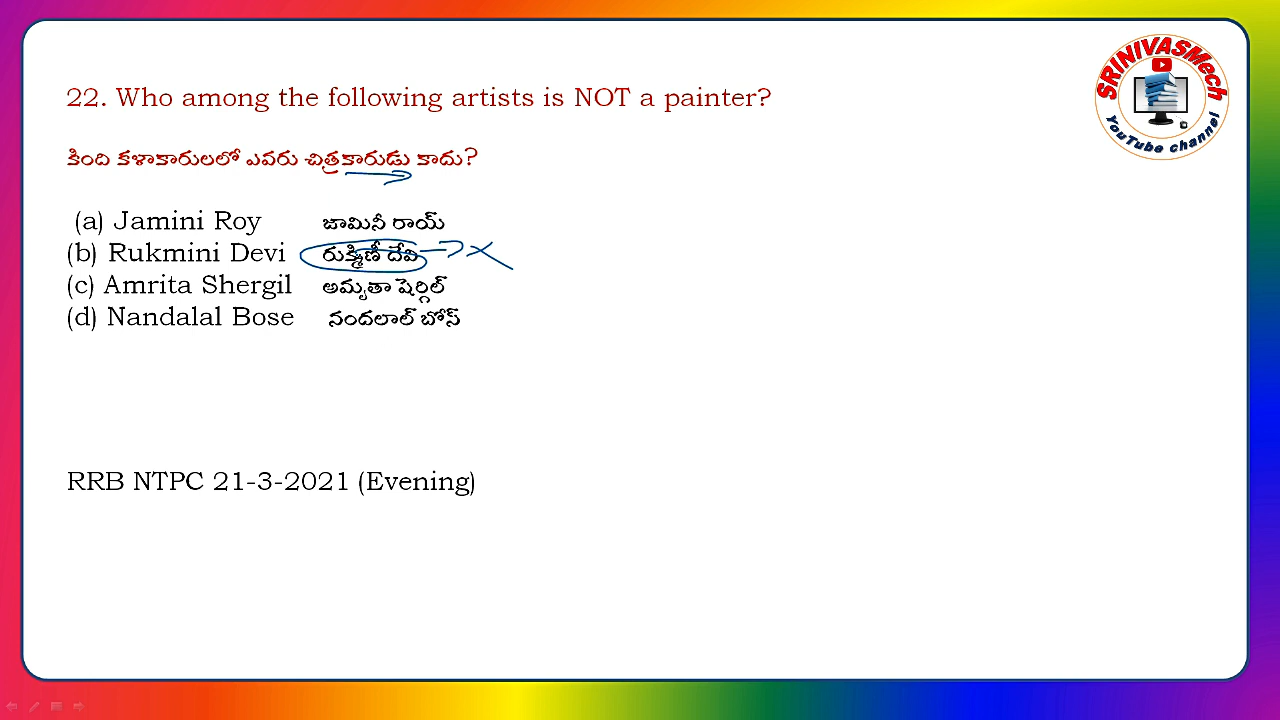 SRINIVASMech
YouTube channel
22. Who among the following artists is NOT a painter?
కింది కళాకారులలో ఎవరు చిత్రకారుడు కాదు?
(a) Jamini Roy జామినీ రాయ్
(b) Rukmini Devi రుక్మిణీ దేవి
(c) Amrita Shergil అమృతా షెర్గిల్
(d) Nandalal Bose నందలాల్ బోస్
RRB NTPC 21-3-2021 (Evening)